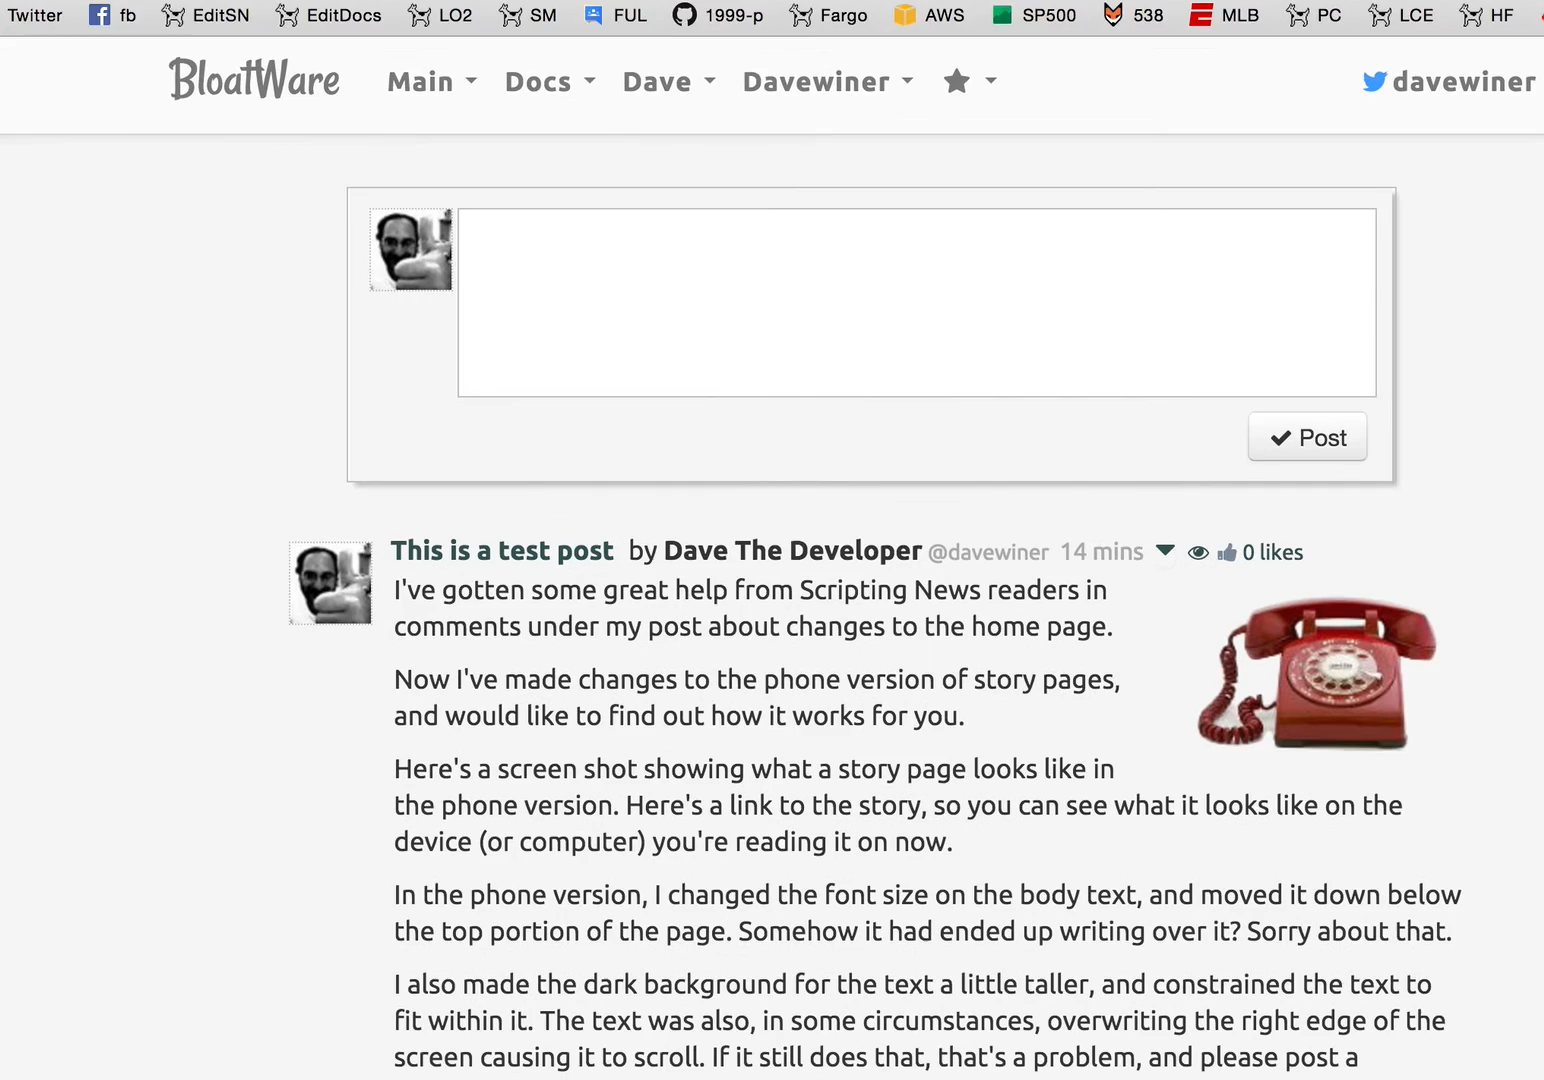 Twitter fb EditSN EditDocs LO2 SM FUL 1999-p Fargo AWS SP500 538 MLB PC LCE HF
BloatWare Main Docs Dave Davewiner davewiner
Post
This is a test post by Dave The Developer @davewiner 14 mins 0 likes
I've gotten some great help from Scripting News readers in
comments under my post about changes to the home page.
Now I've made changes to the phone version of story pages,
and would like to find out how it works for you.
Here's a screen shot showing what a story page looks like in
the phone version. Here's a link to the story, so you can see what it looks like on the
device (or computer) you're reading it on now.
In the phone version, I changed the font size on the body text, and moved it down below
the top portion of the page. Somehow it had ended up writing over it? Sorry about that.
I also made the dark background for the text a little taller, and constrained the text to
fit within it. The text was also, in some circumstances, overwriting the right edge of the
screen causing it to scroll. If it still does that, that's a problem, and please post a